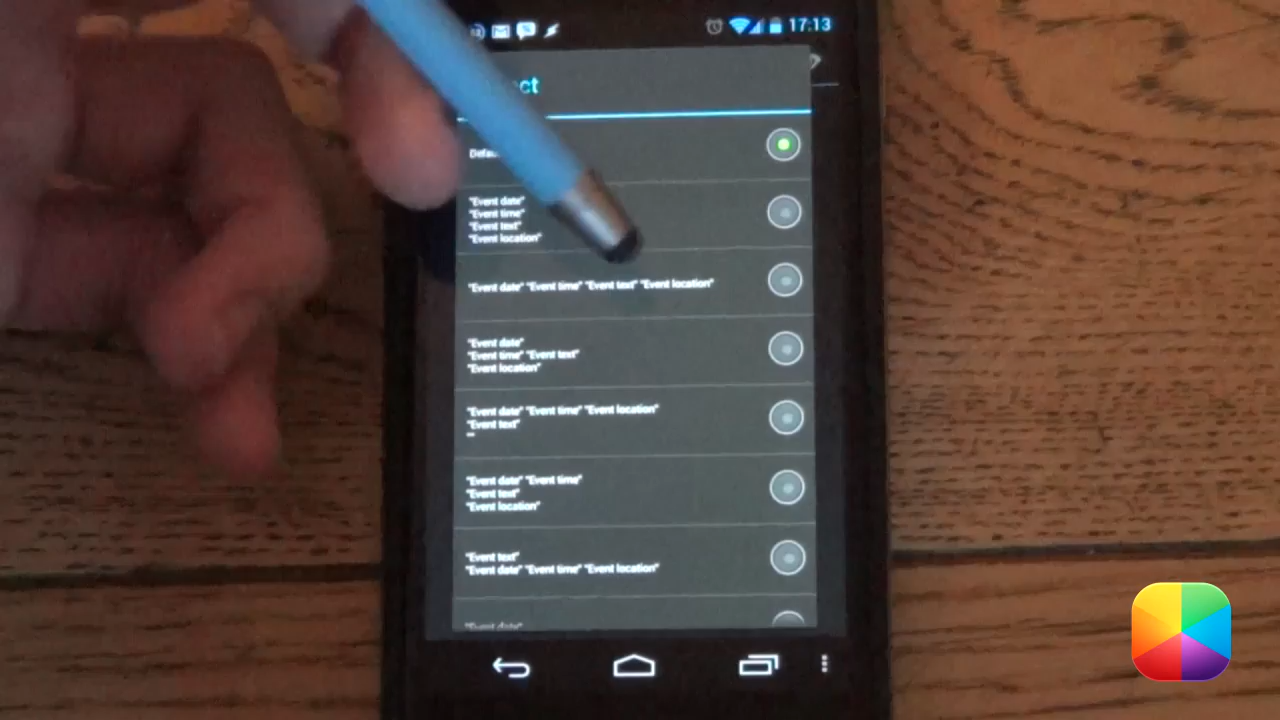 17:13
"Event date"
"Event time"
"Event text"
"Event location"
"Event date" "Event time" "Event text" "Event location"
"Event date"
"Event time" "Event text"
"Event location"
"Event date" "Event time" "Event location"
"Event text"
""
"Event date" "Event time"
"Event text"
"Event location"
"Event text"
"Event date" "Event time" "Event location"
"Event date"